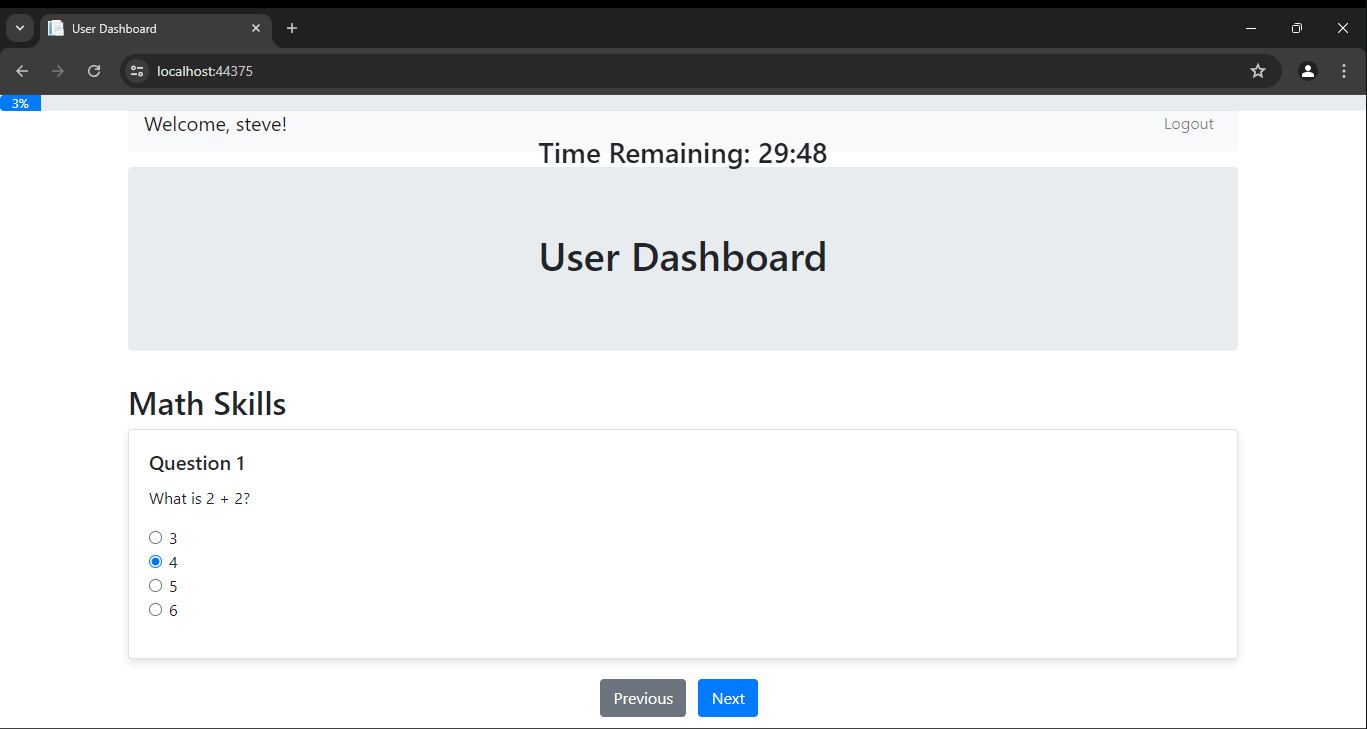 User Dashboard
localhost:44375
3%
Welcome, steve!
Logout
Time Remaining: 29:48
User Dashboard
Math Skills
Question 1
What is 2 + 2?
3
4
5
6
Previous
Next